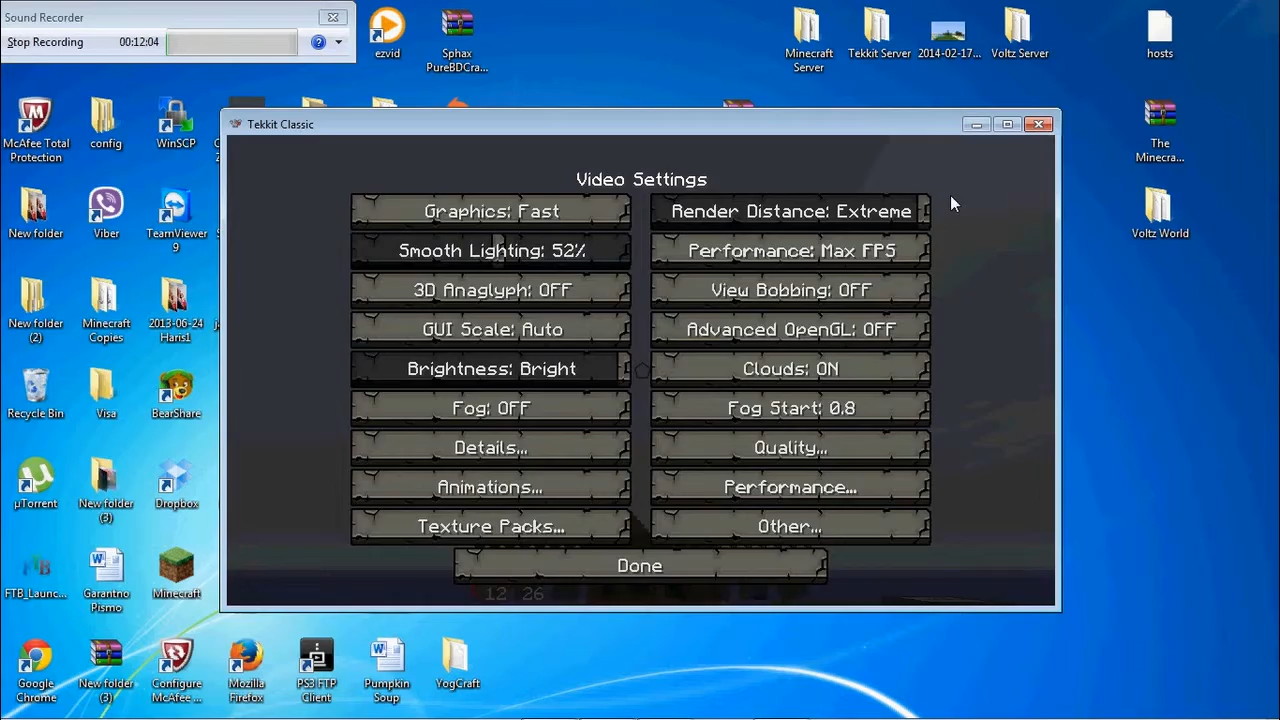 Sound Recorder
Stop Recording 00:12:04
ezvid
Sphax
PureBDCra...
Minecraft
Server
Tekkit Server
2014-02-17...
Voltz Server
hosts
McAfee Total
Protection
config
WinSCP
The
Minecra...
New folder
Viber
TeamViewer
9
Voltz World
New folder
(2)
Minecraft
Copies
2013-06-24
Haris1
Recycle Bin
Visa
BearShare
µTorrent
New folder
(3)
Dropbox
FTB_Launc...
Garantno
Pismo
Minecraft
Google
Chrome
New folder
(3)
Configure
McAfee ...
Mozilla
Firefox
PS3 FTP
Client
Pumpkin
Soup
YogCraft
Tekkit Classic
Video Settings
Graphics: Fast
Render Distance: Extreme
Smooth Lighting: 52%
Performance: Max FPS
3D Anaglyph: OFF
View Bobbing: OFF
GUI Scale: Auto
Advanced OpenGL: OFF
Brightness: Bright
Clouds: ON
Fog: OFF
Fog Start: 0.8
Details...
Quality...
Animations...
Performance...
Texture Packs...
Other...
Done
12 26